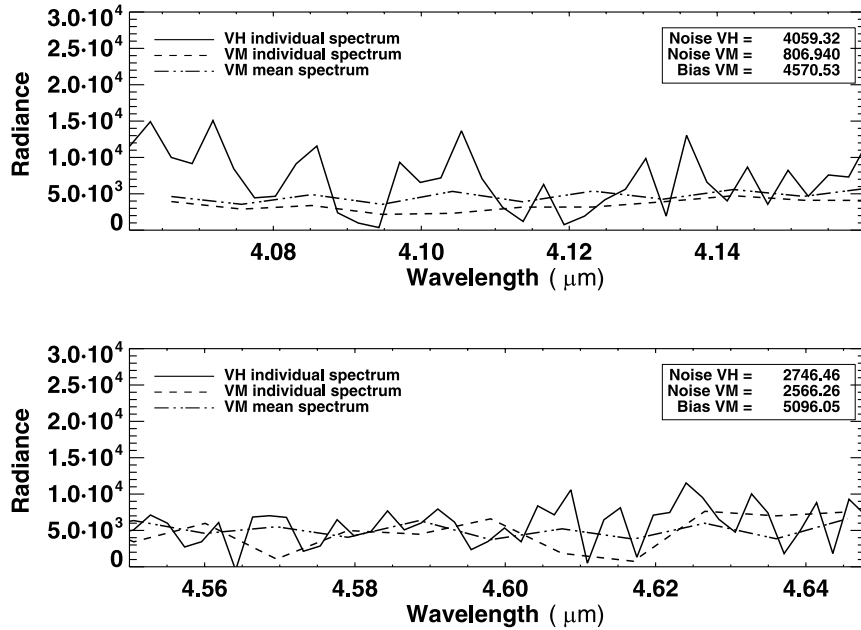 3.0·10⁴
2.5·10⁴
2.0·10⁴
1.5·10⁴
1.0·10⁴
5.0·10³
0
Radiance
VH individual spectrum
VM individual spectrum
VM mean spectrum
Noise VH = 4059.32
Noise VM = 806.940
Bias VM = 4570.53
4.08 4.10 4.12 4.14
Wavelength ( μm)
3.0·10⁴
2.5·10⁴
2.0·10⁴
1.5·10⁴
1.0·10⁴
5.0·10³
0
Radiance
VH individual spectrum
VM individual spectrum
VM mean spectrum
Noise VH = 2746.46
Noise VM = 2566.26
Bias VM = 5096.05
4.56 4.58 4.60 4.62 4.64
Wavelength ( μm)